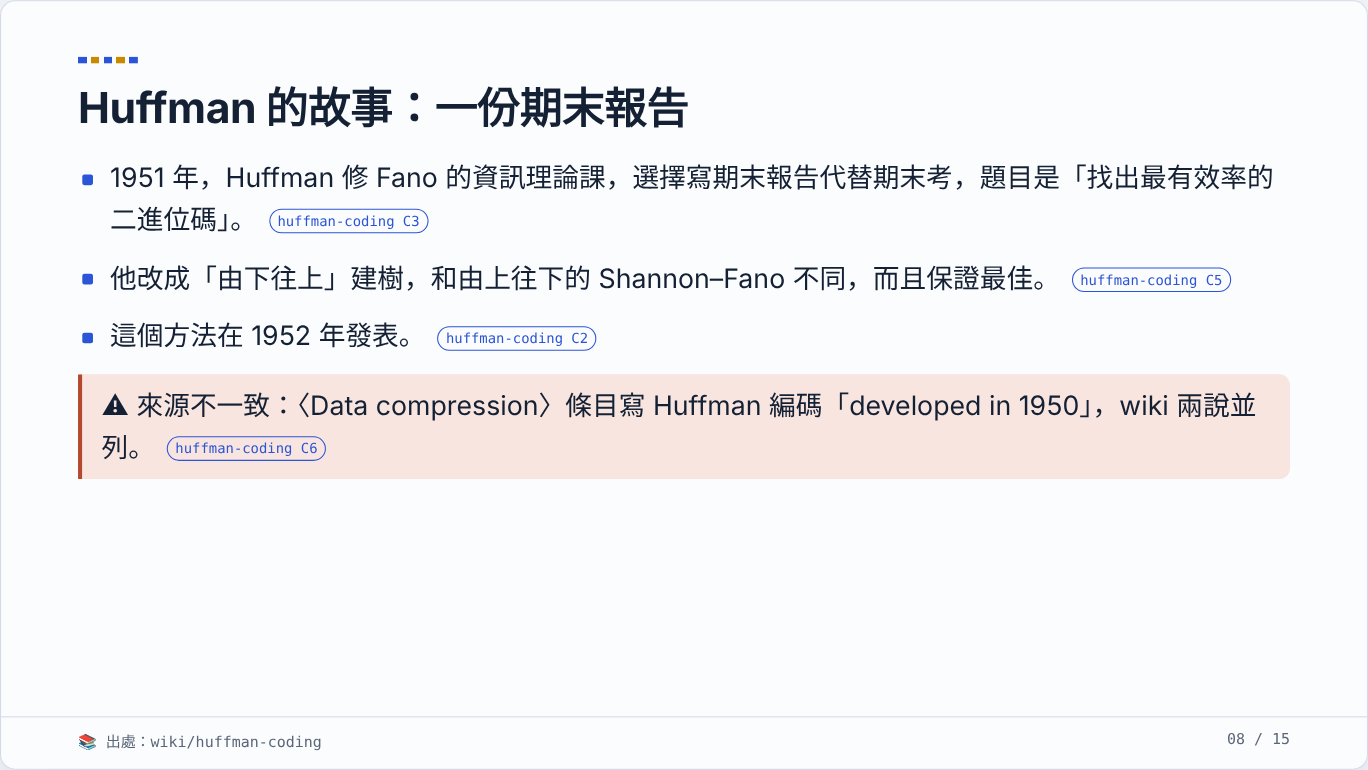 Huffman 的故事：一份期末報告
1951 年，Huffman 修 Fano 的資訊理論課，選擇寫期末報告代替期末考，題目是「找出最有效率的
二進位碼」。 huffman-coding C3
他改成「由下往上」建樹，和由上往下的 Shannon–Fano 不同，而且保證最佳。 huffman-coding C5
這個方法在 1952 年發表。 huffman-coding C2
⚠ 來源不一致：〈Data compression〉條目寫 Huffman 編碼「developed in 1950」，wiki 兩說並
列。 huffman-coding C6
📚 出處：wiki/huffman-coding
08 / 15